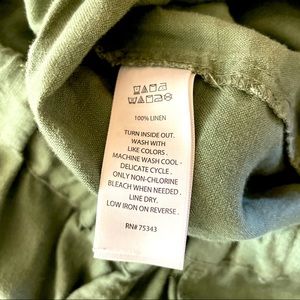 100% LINEN
TURN INSIDE OUT.
WASH WITH
LIKE COLORS.
MACHINE WASH COOL -
DELICATE CYCLE.
ONLY NON-CHLORINE
BLEACH WHEN NEEDED.
LINE DRY.
LOW IRON ON REVERSE.
RN# 75343